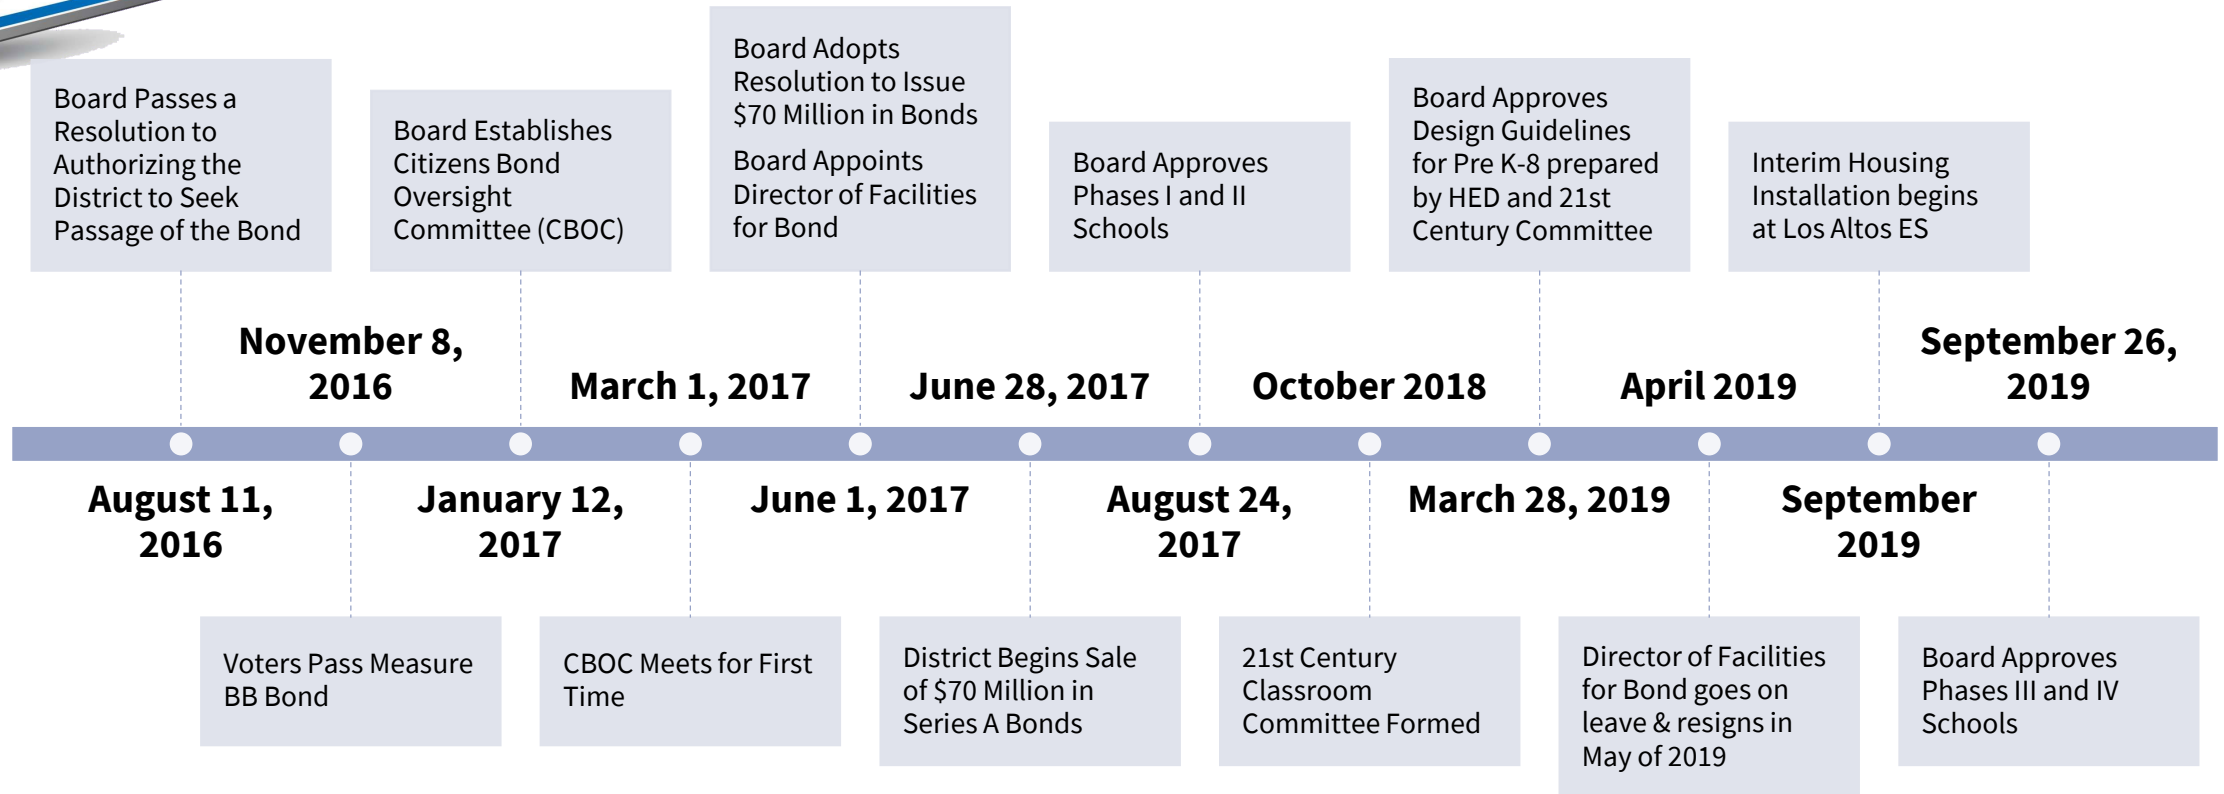 Board Passes a
Resolution to
Authorizing the
District to Seek
Passage of the Bond
August 11,
2016
November 8,
2016
Voters Pass Measure
BB Bond
Board Establishes
Citizens Bond
Oversight
Committee (CBOC)
January 12,
2017
March 1, 2017
CBOC Meets for First
Time
Board Adopts
Resolution to Issue
$70 Million in Bonds
Board Appoints
Director of Facilities
for Bond
June 1, 2017
June 28, 2017
District Begins Sale
of $70 Million in
Series A Bonds
Board Approves
Phases I and II
Schools
August 24,
2017
October 2018
21st Century
Classroom
Committee Formed
Board Approves
Design Guidelines
for Pre K-8 prepared
by HED and 21st
Century Committee
March 28, 2019
April 2019
Director of Facilities
for Bond goes on
leave & resigns in
May of 2019
Interim Housing
Installation begins
at Los Altos ES
September
2019
September 26,
2019
Board Approves
Phases III and IV
Schools